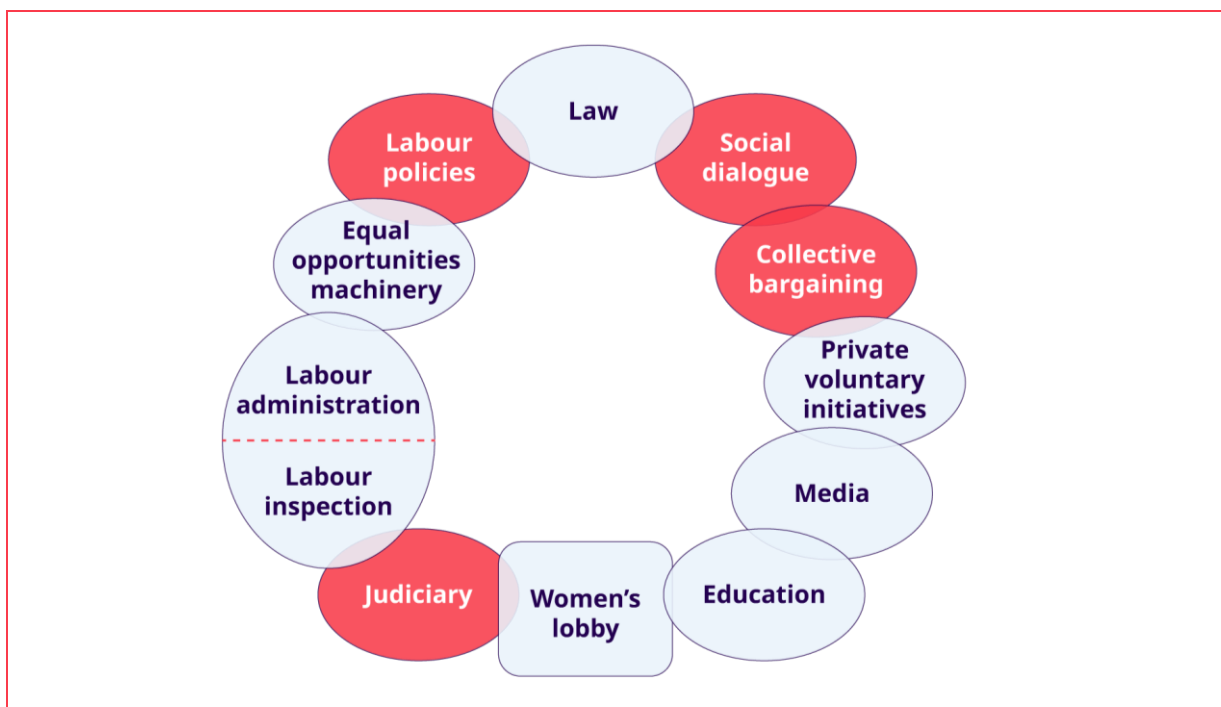 Law
Labour
policies
Social
dialogue
Equal
opportunities
machinery
Collective
bargaining
Private
voluntary
initiatives
Labour
administration
Labour
inspection
Media
Judiciary
Women’s
lobby
Education